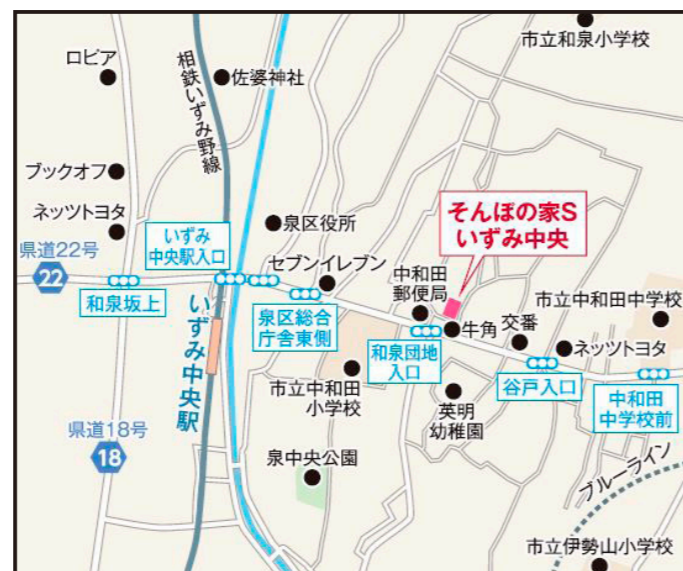 市立和泉小学校
ロピア
相鉄いずみ野線
佐婆神社
ブックオフ
ネッツトヨタ
県道22号
22
いずみ
中央駅入口
泉区役所
そんぽの家S
いずみ中央
セブンイレブン
中和田
郵便局
市立中和田中学校
和泉坂上
泉区総合
庁舎東側
和泉団地
入口
牛角
交番
ネッツトヨタ
いずみ中央駅
市立中和田
小学校
谷戸入口
中和田
中学校前
英明
幼稚園
県道18号
18
泉中央公園
ブルーライン
市立伊勢山小学校